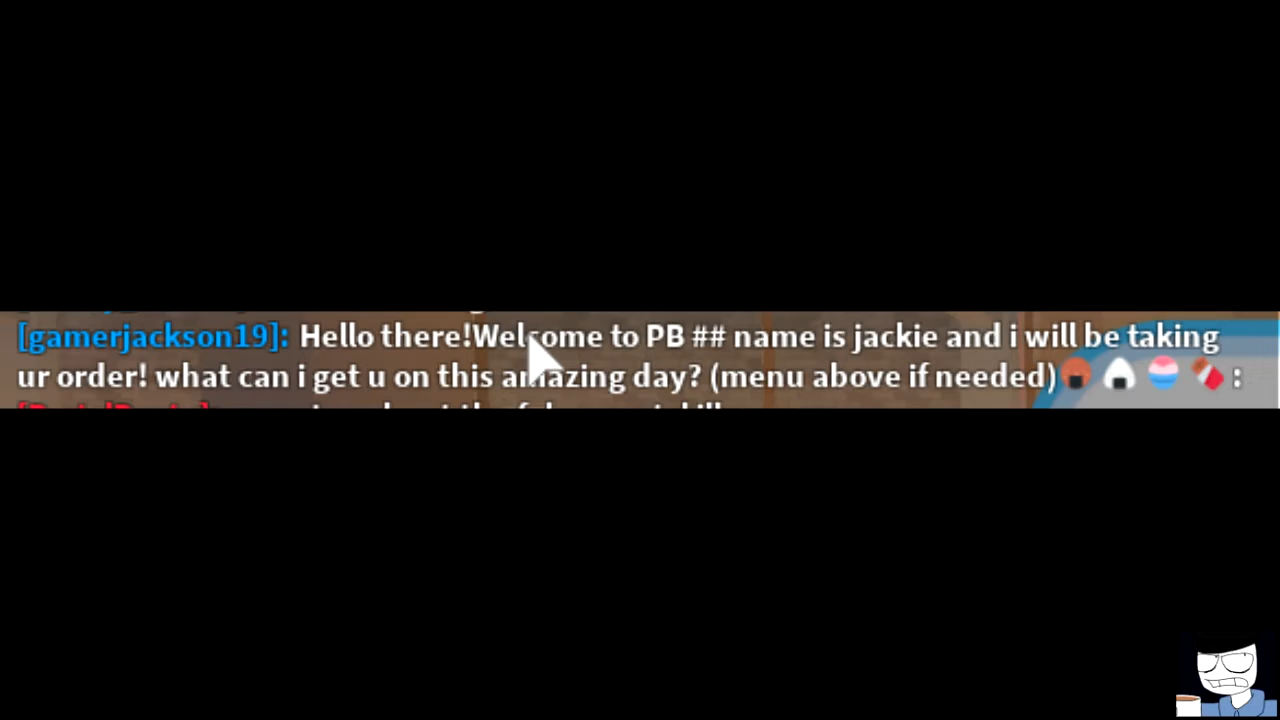 [gamerjackson19]: Hello there!Welcome to PB ## name is jackie and i will be taking
ur order! what can i get u on this amazing day? (menu above if needed)🍘🍙🍧🍫: